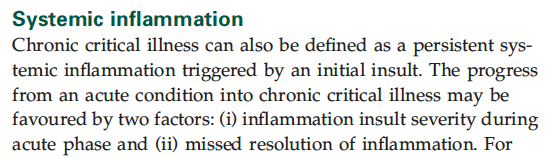 Systemic inflammation
Chronic critical illness can also be defined as a persistent sys-
temic inflammation triggered by an initial insult. The progress
from an acute condition into chronic critical illness may be
favoured by two factors: (i) inflammation insult severity during
acute phase and (ii) missed resolution of inflammation. For